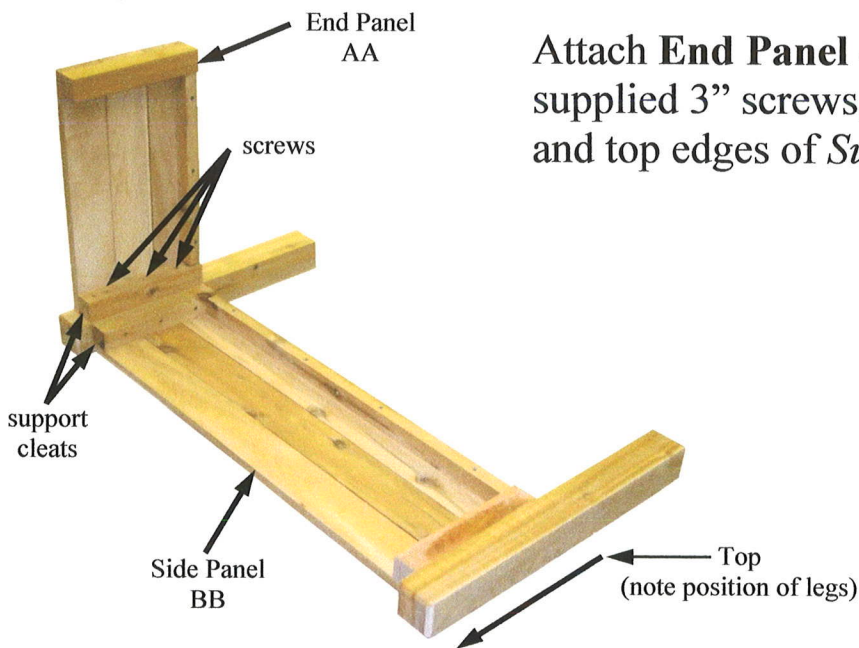 End Panel
AA
Attach End Panel
supplied 3” screws
and top edges of
screws
support
cleats
Side Panel
BB
Top
(note position of legs)